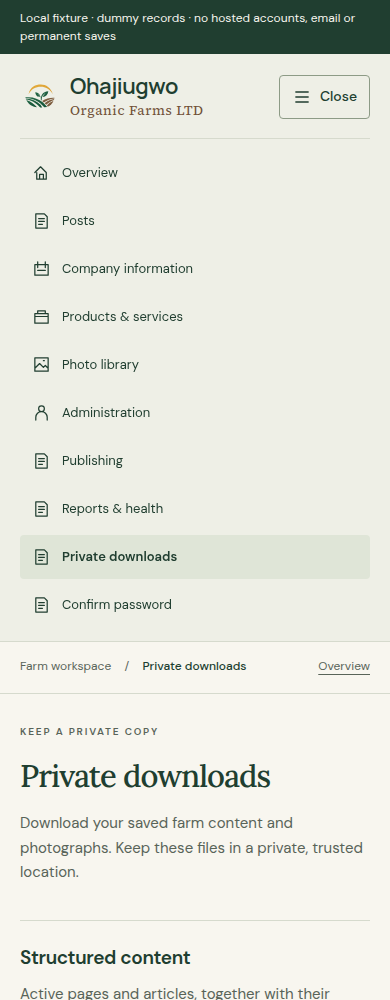 Local fixture · dummy records · no hosted accounts, email or
permanent saves
Ohajiugwo
Organic Farms LTD
Close
Overview
Posts
Company information
Products & services
Photo library
Administration
Publishing
Reports & health
Private downloads
Confirm password
Farm workspace / Private downloads Overview
KEEP A PRIVATE COPY
Private downloads
Download your saved farm content and
photographs. Keep these files in a private, trusted
location.
Structured content
Active pages and articles, together with their